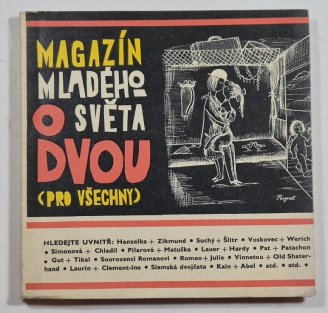 MAGAZÍN
MLADÉHO
O SVĚTA
DVOU
(PRO VŠECHNY)
Peynet
HLEDEJTE UVNITŘ: Hanzelka + Zikmund • Suchý + Šlitr • Voskovec + Werich
• Simonová + Chladil • Pilarová + Matuška • Lauer + Hardy • Pat + Patachon
• Gut + Tikal • Sourozenci Romanovi • Romeo + Julie • Vinnetou + Old Shater-
hand • Laurin + Clement-ine • Siamská dvojčata • Kain + Abel • atd. • atd. •